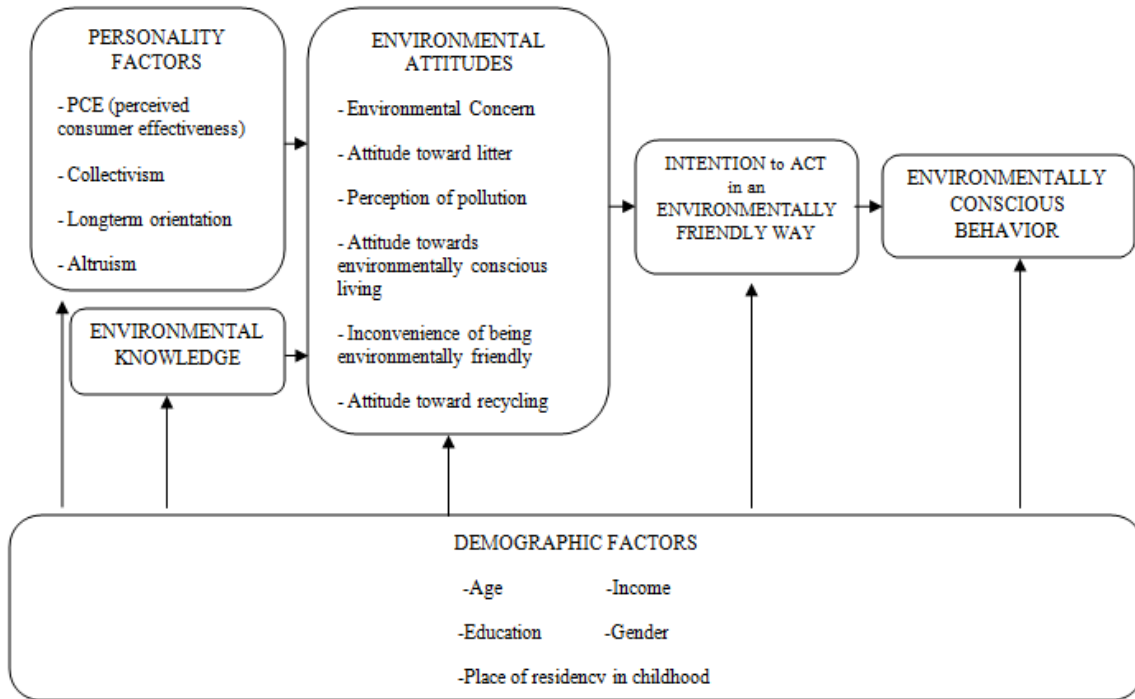 PERSONALITY
FACTORS
- PCE (perceived
consumer effectiveness)
- Collectivism
- Longterm orientation
- Altruism
ENVIRONMENTAL
KNOWLEDGE
ENVIRONMENTAL
ATTITUDES
- Environmental Concern
- Attitude toward litter
- Perception of pollution
- Attitude towards
environmentally conscious
living
- Inconvenience of being
environmentally friendly
- Attitude toward recycling
INTENTION to ACT
in an
ENVIRONMENTALLY
FRIENDLY WAY
ENVIRONMENTALLY
CONSCIOUS
BEHAVIOR
DEMOGRAPHIC FACTORS
-Age -Income
-Education -Gender
-Place of residency in childhood